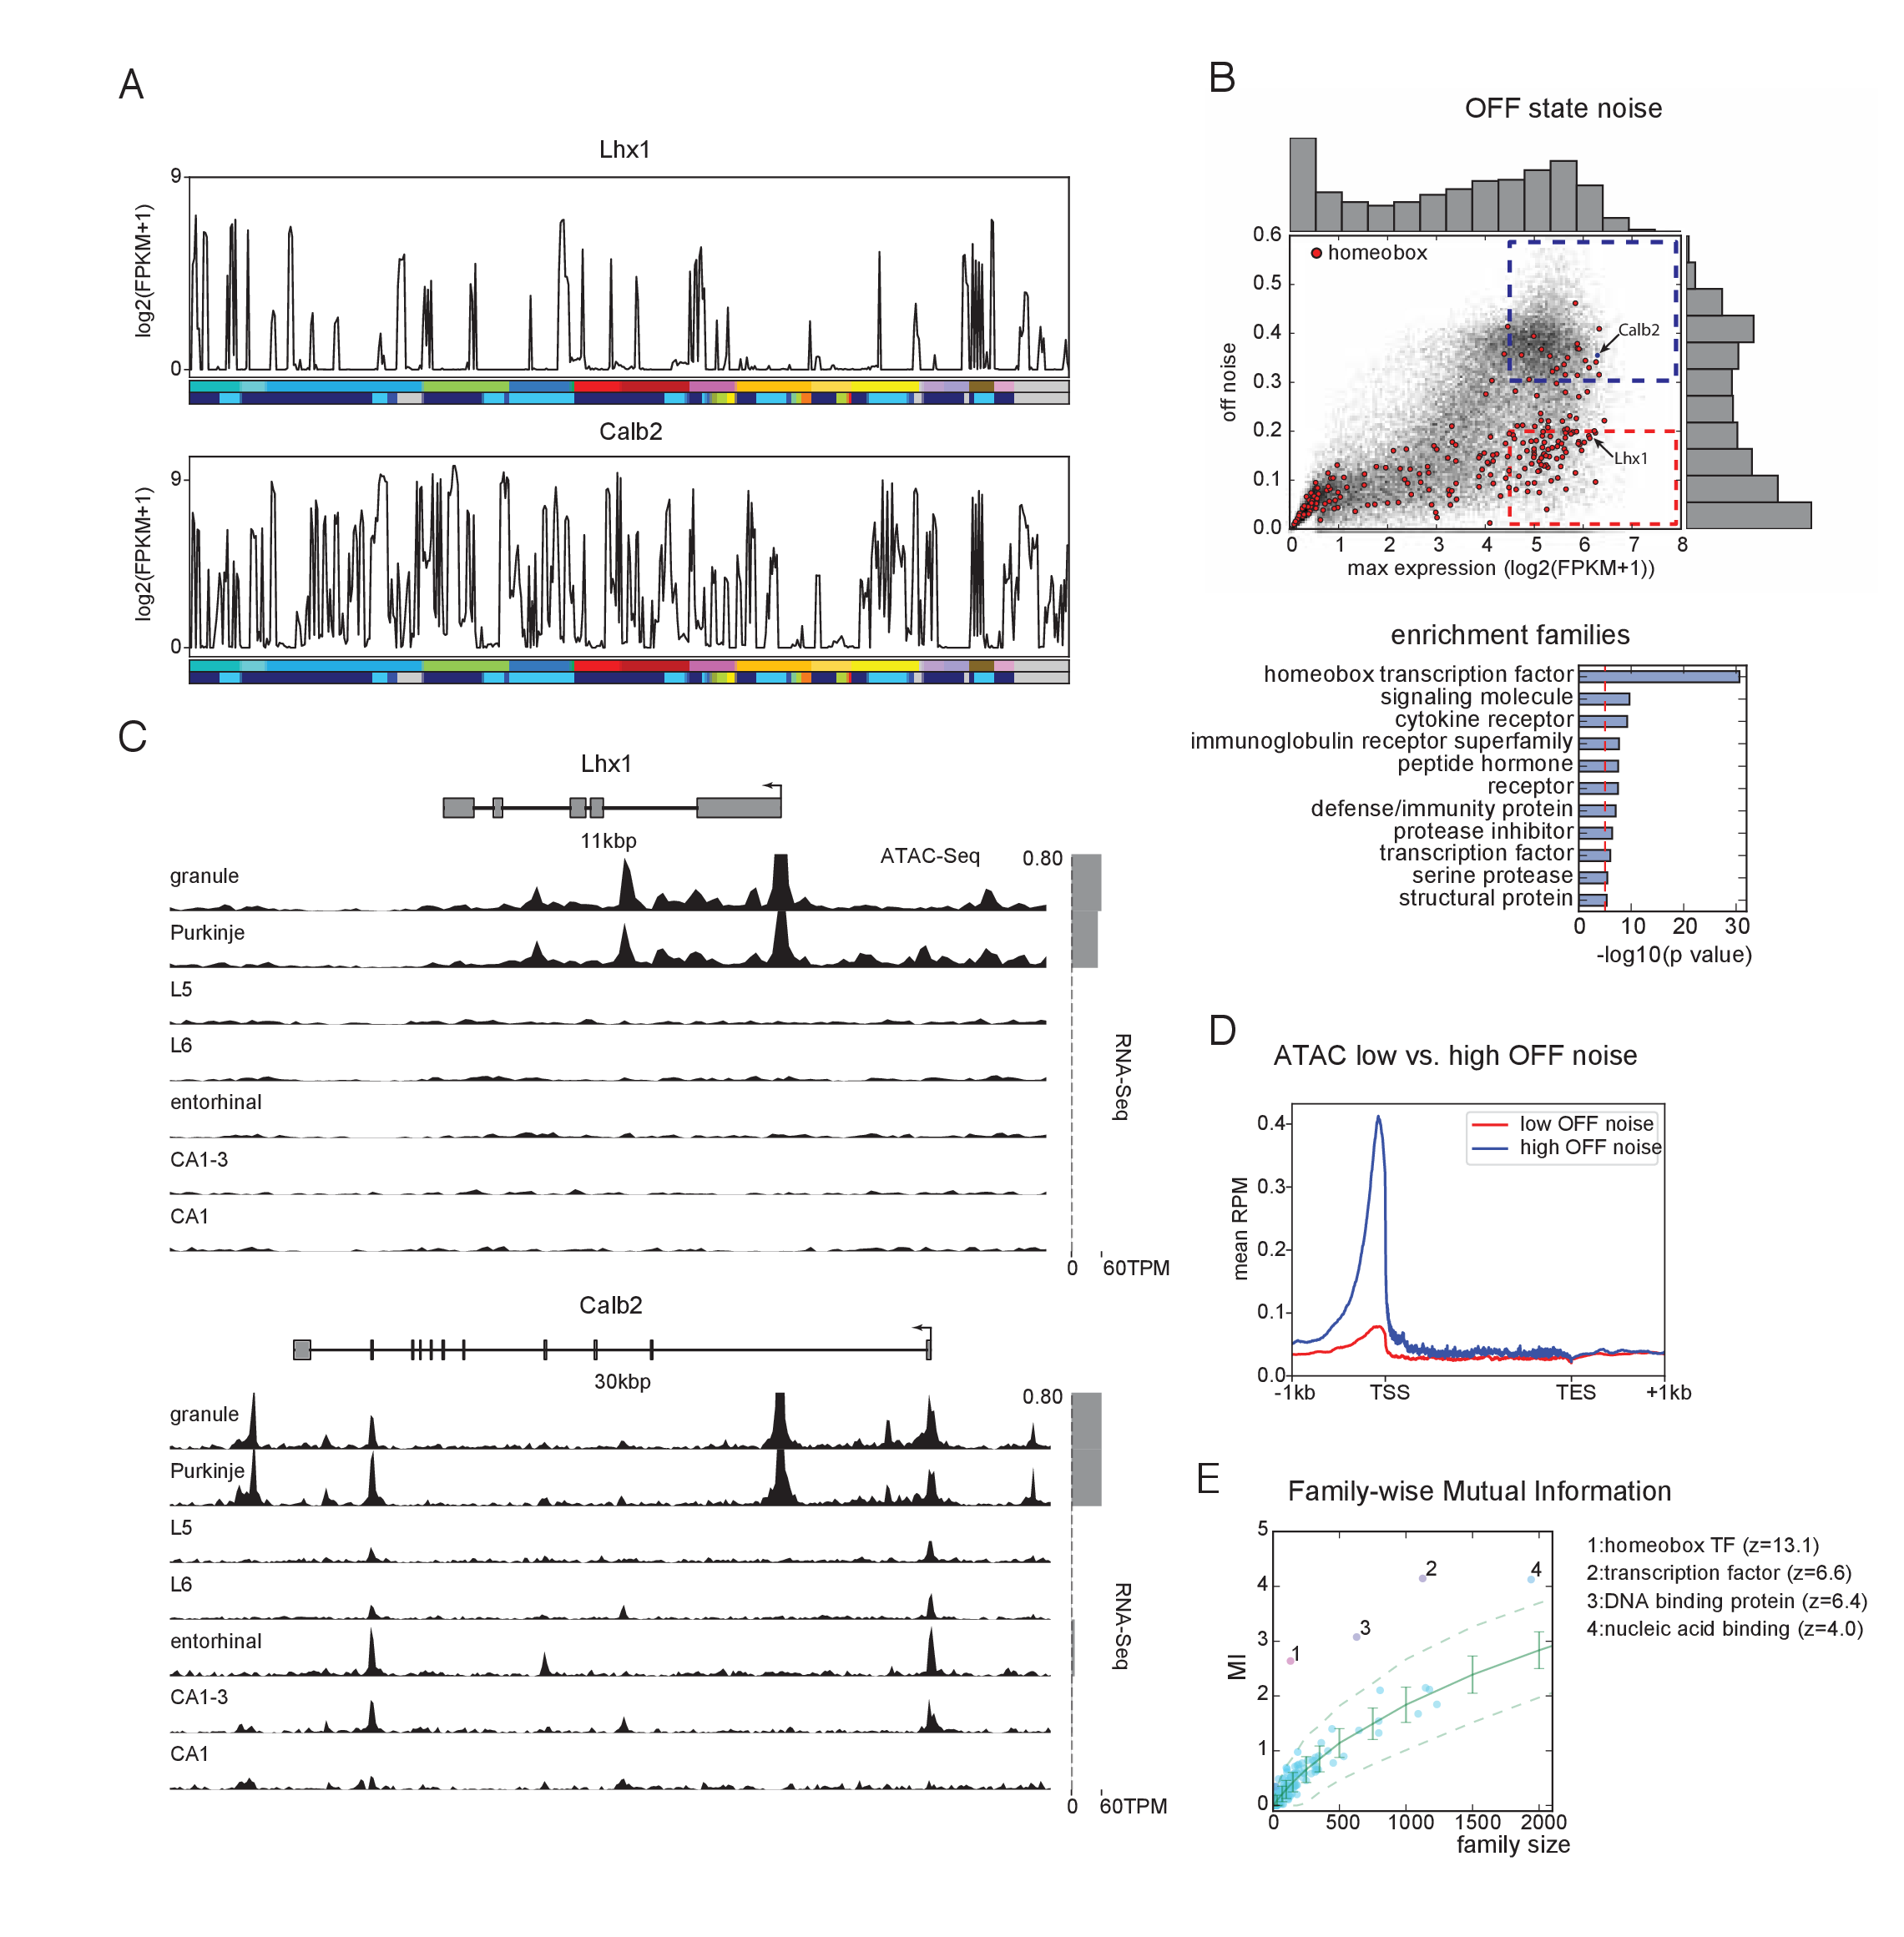 A
Lhx1
9
log2(FPKM+1)
0
Calb2
9
log2(FPKM+1)
0
B
OFF state noise
0.6
0.5
0.4
0.3
0.2
0.1
0.0
off noise
homeobox
Calb2
Lhx1
0 1 2 3 4 5 6 7 8
max expression (log2(FPKM+1))
enrichment families
homeobox transcription factor
signaling molecule
cytokine receptor
immunoglobulin receptor superfamily
peptide hormone
receptor
defense/immunity protein
protease inhibitor
transcription factor
serine protease
structural protein
0 10 20 30
-log10(p value)
C
Lhx1
11kbp
ATAC-Seq 0.80
granule
Purkinje
L5
L6
entorhinal
CA1-3
CA1
RNA-Seq
0 60TPM
Calb2
30kbp
0.80
granule
Purkinje
L5
L6
entorhinal
CA1-3
CA1
RNA-Seq
0 60TPM
D
ATAC low vs. high OFF noise
low OFF noise
high OFF noise
0.4
0.3
0.2
0.1
0.0
mean RPM
-1kb TSS TES +1kb
E
Family-wise Mutual Information
5
4
3
2
1
0
MI
1
2
3
4
0 500 1000 1500 2000
family size
1:homeobox TF (z=13.1)
2:transcription factor (z=6.6)
3:DNA binding protein (z=6.4)
4:nucleic acid binding (z=4.0)